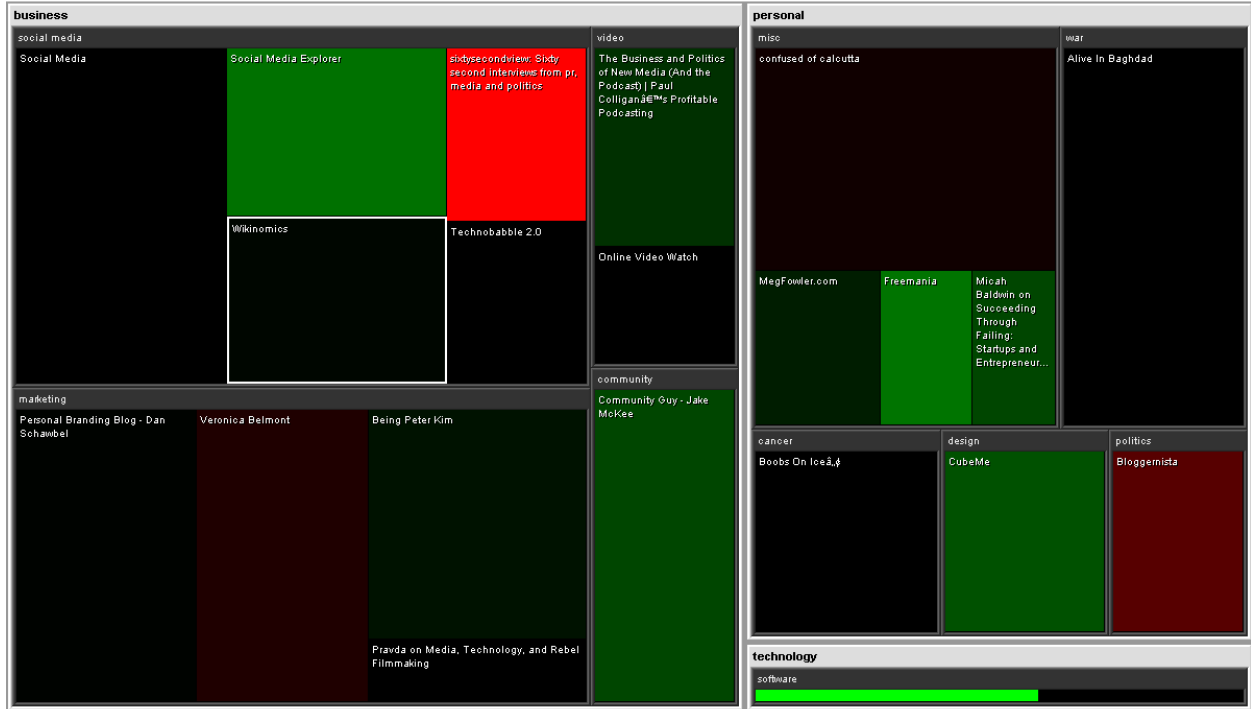 business
social media
Social Media
Social Media Explorer
sixtysecondview: Sixty
second interviews from pr,
media and politics
Wikinomics
Technobabble 2.0
video
The Business and Politics
of New Media (And the
Podcast) | Paul
Colliganâ€™s Profitable
Podcasting
Online Video Watch
marketing
Personal Branding Blog - Dan
Schawbel
Veronica Belmont
Being Peter Kim
Pravda on Media, Technology, and Rebel
Filmmaking
community
Community Guy - Jake
McKee
personal
misc
confused of calcutta
MegFowler.com
Freemania
Micah
Baldwin on
Succeeding
Through
Failing:
Startups and
Entrepreneur...
war
Alive In Baghdad
cancer
Boobs On Iceâ„¢
design
CubeMe
politics
Bloggernista
technology
software